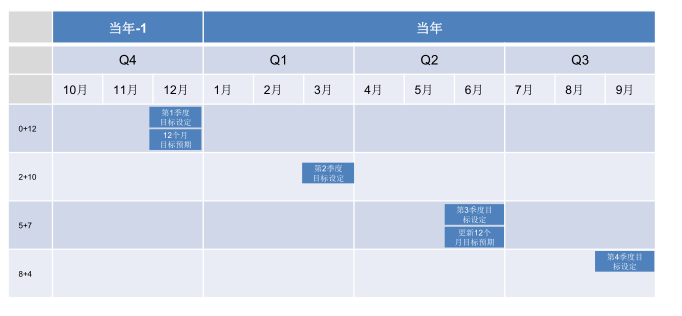 当年-1 当年
Q4 Q1 Q2 Q3
10月 11月 12月 1月 2月 3月 4月 5月 6月 7月 8月 9月
0+12
第1季度
目标设定
12个月
目标预期
2+10
第2季度
目标设定
5+7
第3季度目
标设定
更新12个
月目标预期
8+4
第4季度目
标设定